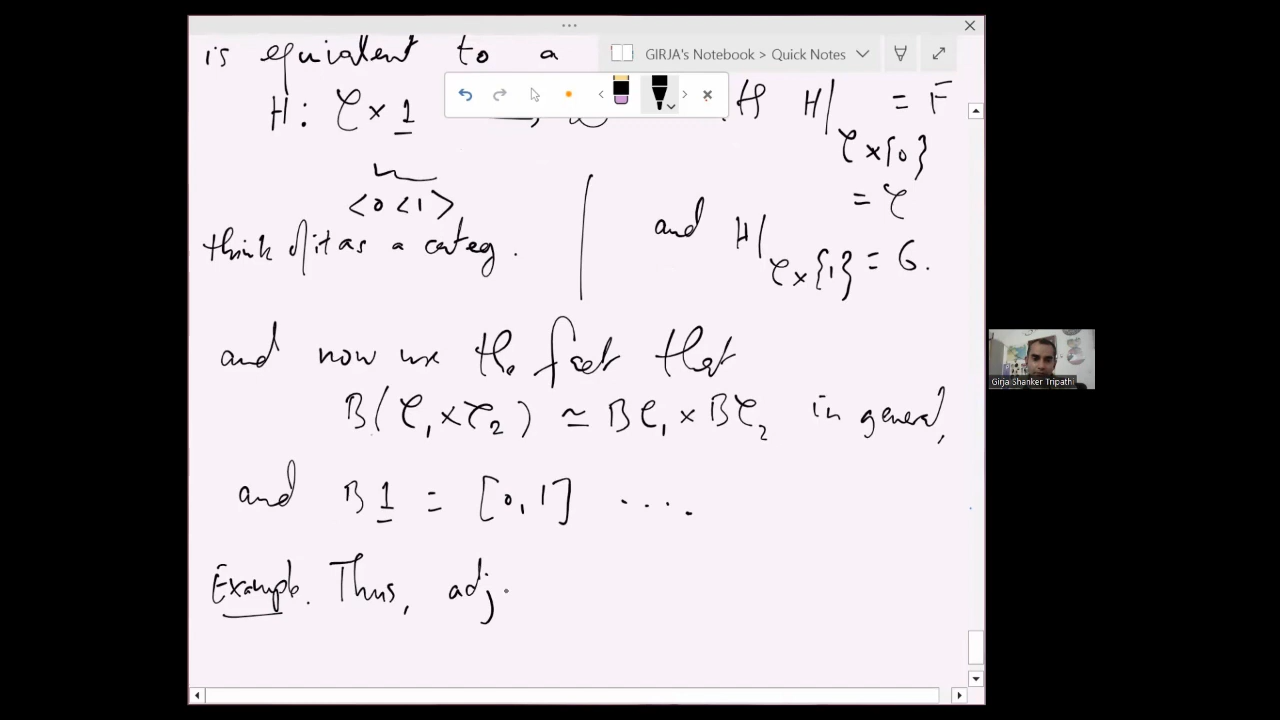 is equivalent to a
GIRJA's Notebook > Quick Notes
H: 𝒞 × 1
H| 𝒞×{0} = F
= 𝒞
<0<1>
think of it as a categ.
and H| 𝒞×{1} = G.
and now use the fact that
B(𝒞₁×𝒞₂) ≃ B𝒞₁ × B𝒞₂ in general,
and B1 = [0,1] ....
Example. Thus, adj
Girja Shanker Tripathi